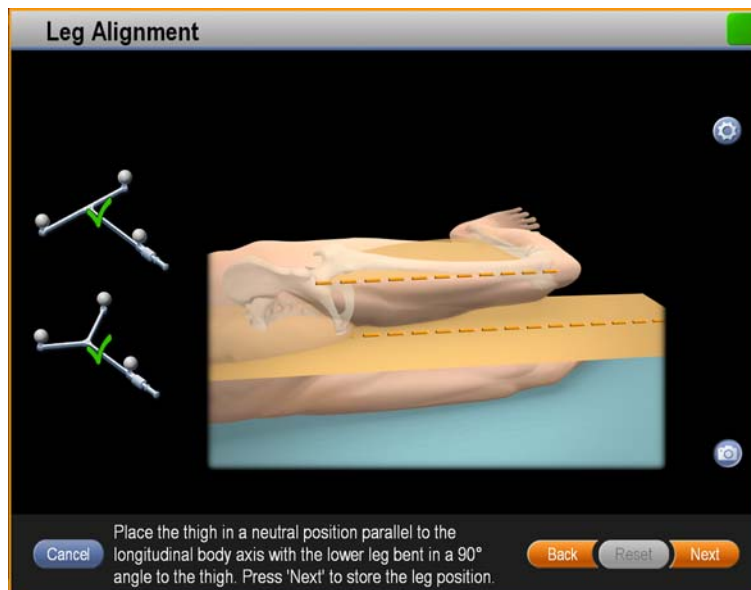 Leg Alignment
Place the thigh in a neutral position parallel to the
longitudinal body axis with the lower leg bent in a 90°
angle to the thigh. Press 'Next' to store the leg position.
Cancel
Back
Reset
Next